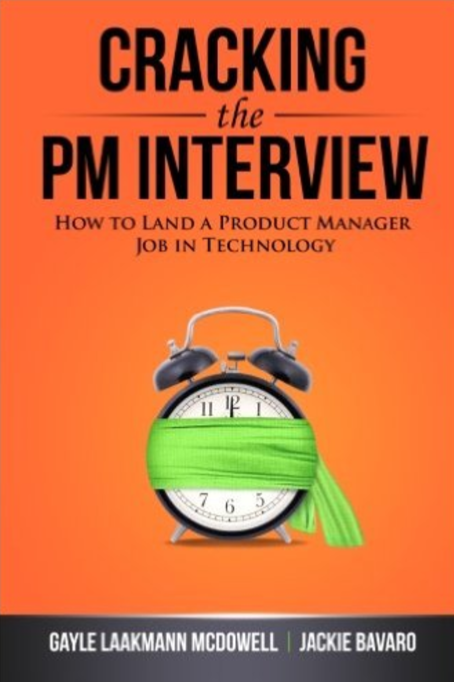 CRACKING
the
PM INTERVIEW
HOW TO LAND A PRODUCT MANAGER
JOB IN TECHNOLOGY
11 12 1
7 6 5
GAYLE LAAKMANN MCDOWELL | JACKIE BAVARO